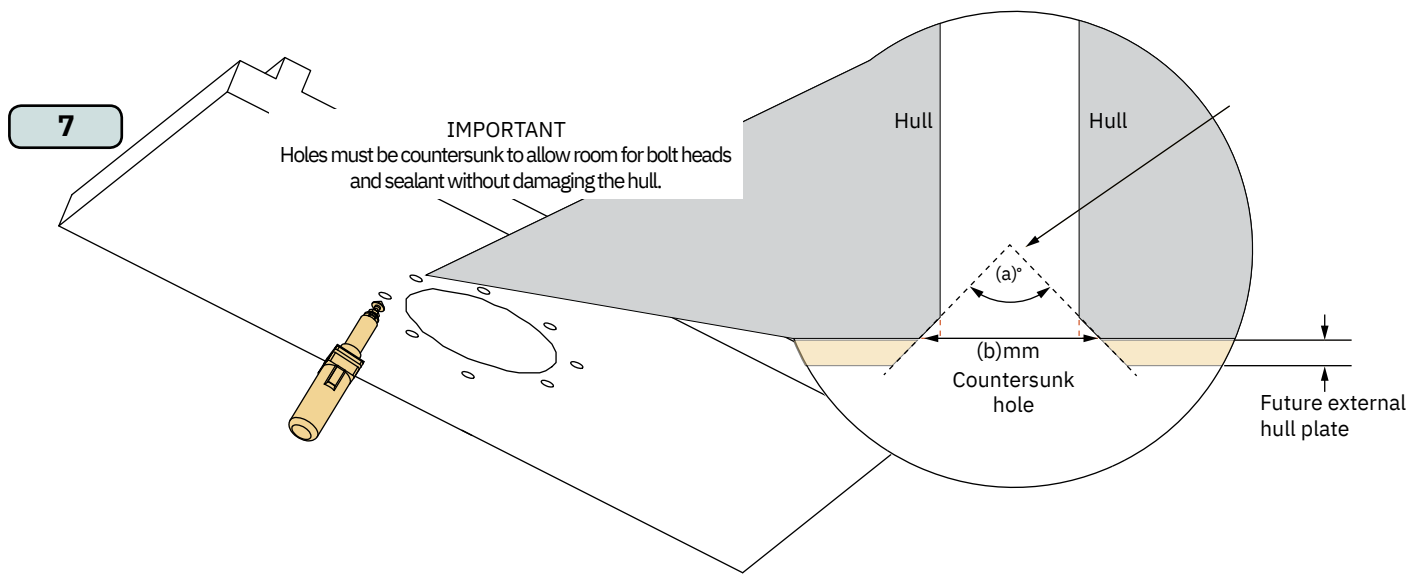 7
IMPORTANT
Holes must be countersunk to allow room for bolt heads
and sealant without damaging the hull.
Hull
Hull
(a)°
(b)mm
Countersunk
hole
Future external
hull plate